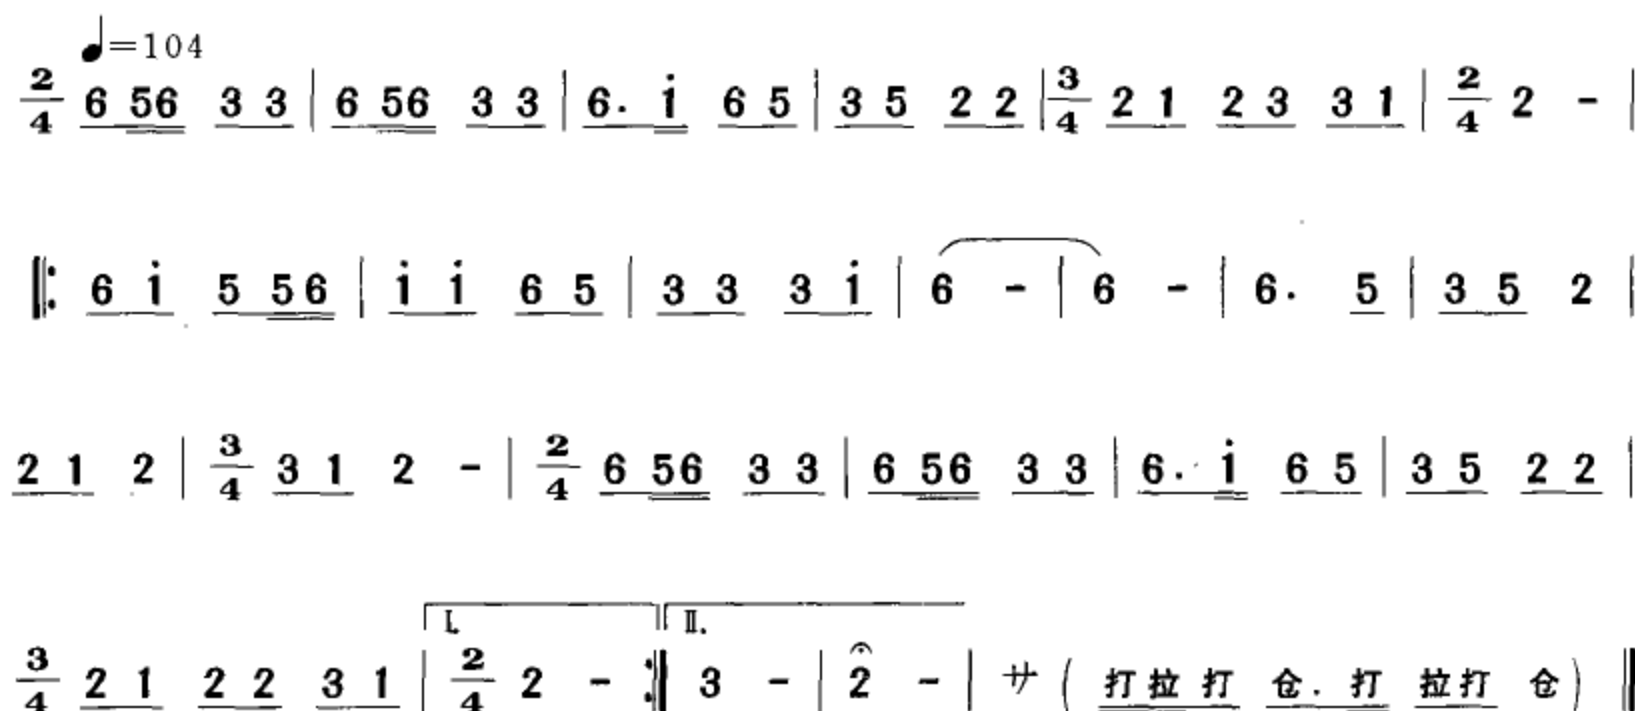 ♩=104
2/4 6 56 3 3 | 6 56 3 3 | 6. i 6 5 | 3 5 2 2 | 3/4 2 1 2 3 3 1 | 2/4 2 - |
‖: 6 i 5 56 | i i 6 5 | 3 3 3 i | 6 - | 6 - | 6. 5 | 3 5 2 |
2 1 2 | 3/4 3 1 2 - | 2/4 6 56 3 3 | 6 56 3 3 | 6. i 6 5 | 3 5 2 2 |
I. II.
3/4 2 1 2 2 3 1 | 2/4 2 - :‖ 3 - | 2 - | サ ( 打 拉 打 仓 . 打 拉 打 仓 ) ‖